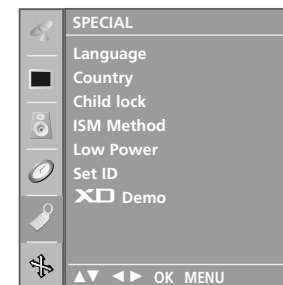 SPECIAL
Language
Country
Child lock
ISM Method
Low Power
Set ID
XD Demo
▲▼ ◄► OK MENU